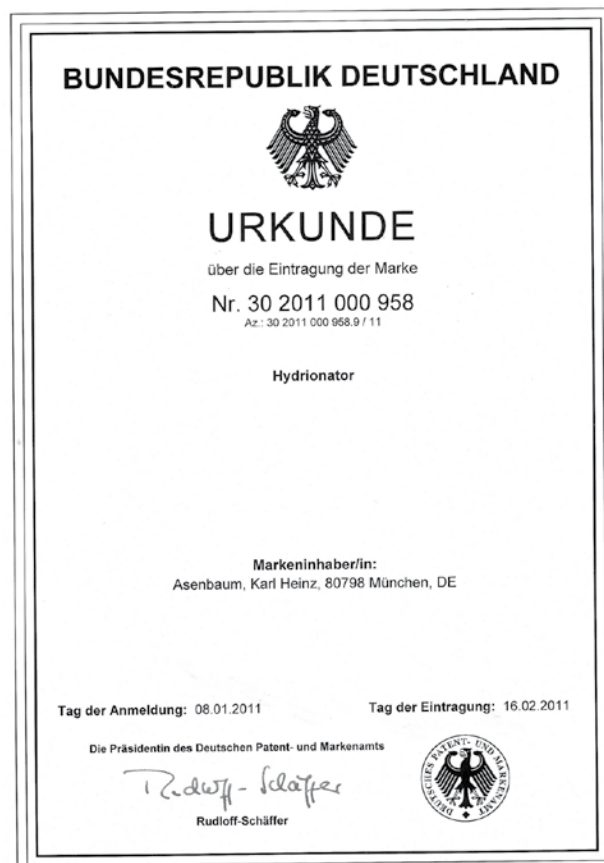 BUNDESREPUBLIK DEUTSCHLAND
URKUNDE
über die Eintragung der Marke
Nr. 30 2011 000 958
Az.: 30 2011 000 958.9 / 11
Hydrionator
Markeninhaber/in:
Asenbaum, Karl Heinz, 80798 München, DE
Tag der Anmeldung: 08.01.2011 Tag der Eintragung: 16.02.2011
Die Präsidentin des Deutschen Patent- und Markenamts
Rudloff-Schäffer
Rudloff-Schäffer
DEUTSCHES PATENT- UND MARKENAMT